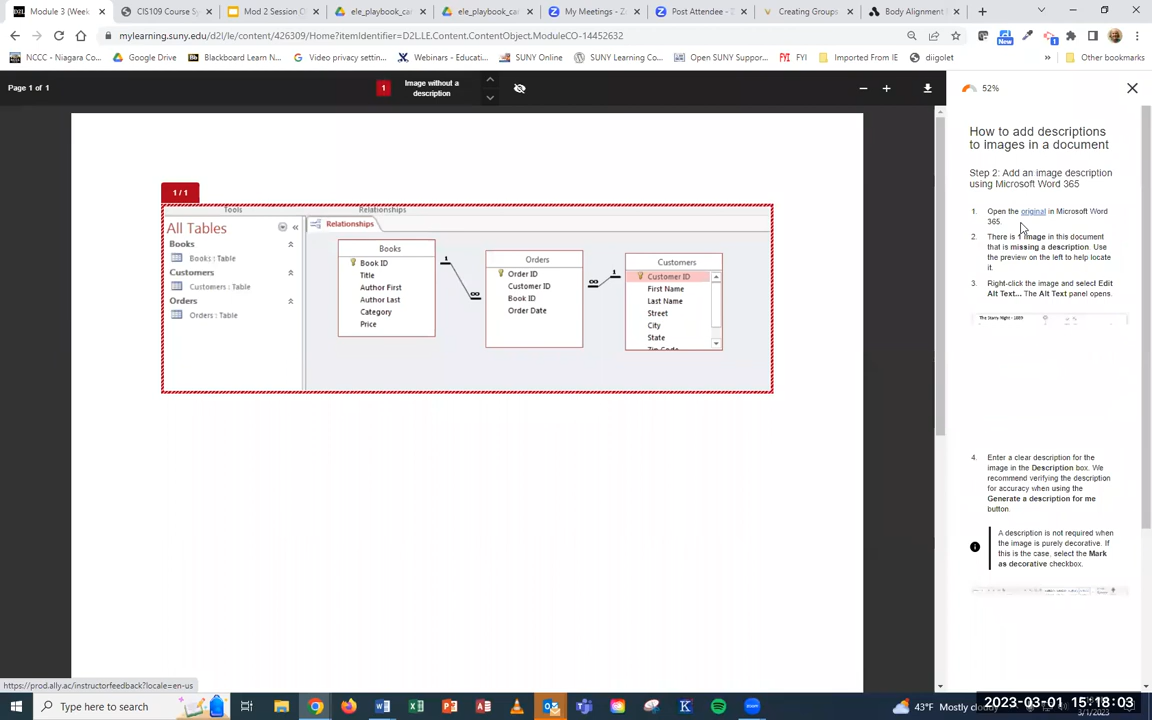 Module 3 (Week
CIS109 Course Sy
Mod 2 Session C
ele_playbook_ca
ele_playbook_ca
My Meetings - Z
Post Attendee - Z
Creating Groups
Body Alignment
mylearning.suny.edu/d2l/le/content/426309/Home?itemIdentifier=D2L.LE.Content.ContentObject.ModuleCO-14452632
NCCC - Niagara Co...
Google Drive
Blackboard Learn N...
Video privacy setting...
Webinars - Educati...
SUNY Online
SUNY Learning Co...
Open SUNY Suppor...
FYI
Imported From IE
diigolet
»
Other bookmarks
Page 1 of 1
1
Image without a
description
52%
How to add descriptions
to images in a document
Step 2: Add an image description
using Microsoft Word 365
1. Open the original in Microsoft Word
365.
2. There is 1 image in this document
that is missing a description. Use
the preview on the left to help locate
it.
3. Right-click the image and select Edit
Alt Text... The Alt Text panel opens.
The Starry Night - 1889
4. Enter a clear description for the
image in the Description box. We
recommend verifying the description
for accuracy when using the
Generate a description for me
button.
A description is not required when
the image is purely decorative. If
this is the case, select the Mark
as decorative checkbox.
1 / 1
Tools
Relationships
All Tables
Books
Books : Table
Customers
Customers : Table
Orders
Orders : Table
Relationships
Books
Book ID
Title
Author First
Author Last
Category
Price
1
∞
Orders
Order ID
Customer ID
Book ID
Order Date
∞
1
Customers
Customer ID
First Name
Last Name
Street
City
State
Zip Code
https://prod.ally.ac/instructorfeedback?locale=en-us
Type here to search
43°F Mostly cloudy
2023-03-01 15:18:03